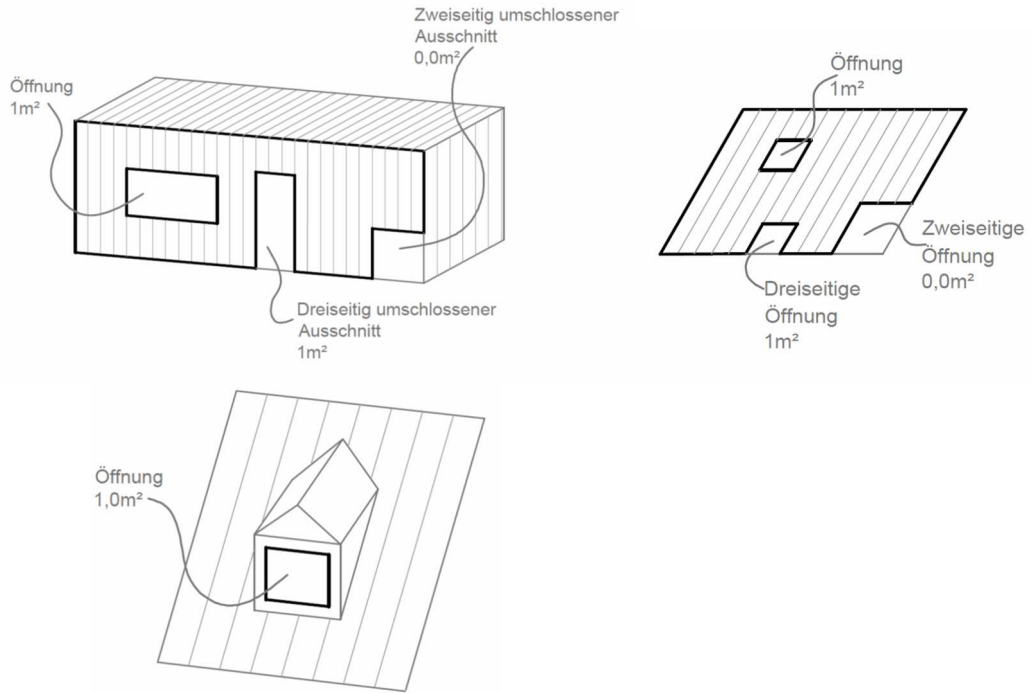 Zweiseitig umschlossener
Ausschnitt
0,0m²
Öffnung
1m²
Dreiseitig umschlossener
Ausschnitt
1m²
Öffnung
1m²
Zweiseitige
Öffnung
0,0m²
Dreiseitige
Öffnung
1m²
Öffnung
1,0m²